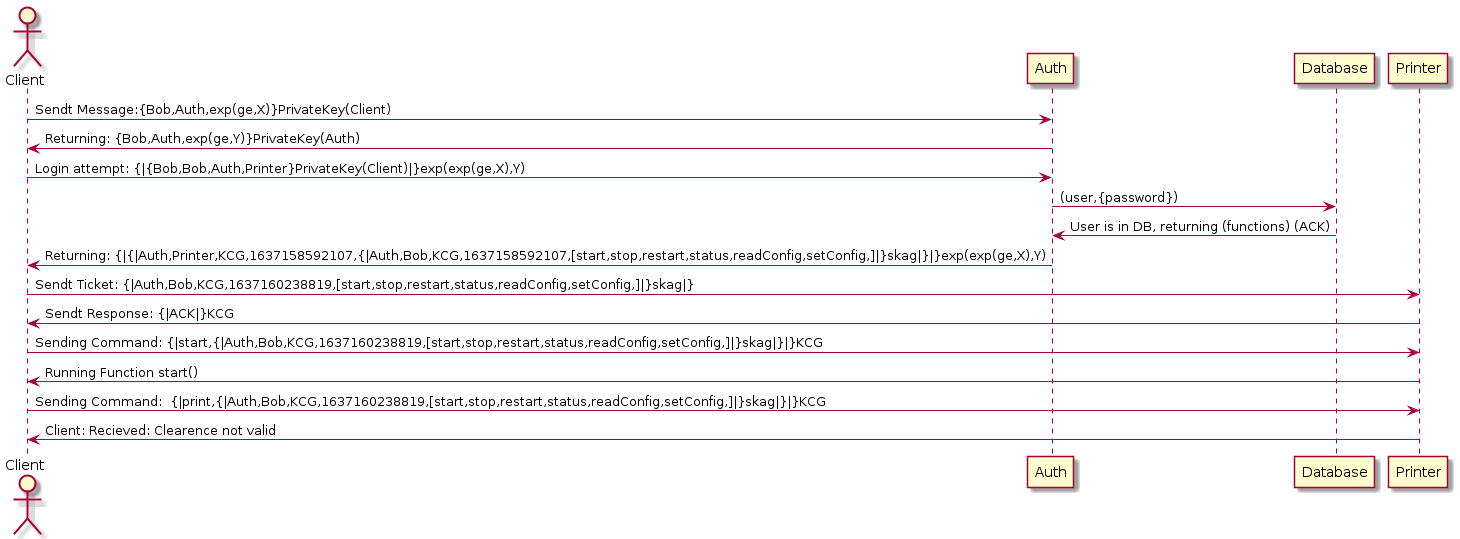 Client
Auth
Database
Printer
Sendt Message:{Bob,Auth,exp(ge,X)}PrivateKey(Client)
Returning: {Bob,Auth,exp(ge,Y)}PrivateKey(Auth)
Login attempt: {|{Bob,Bob,Auth,Printer}PrivateKey(Client)|}exp(exp(ge,X),Y)
(user,{password})
User is in DB, returning (functions) (ACK)
Returning: {|{|Auth,Printer,KCG,1637158592107,{|Auth,Bob,KCG,1637158592107,[start,stop,restart,status,readConfig,setConfig,]|}skag|}|}exp(exp(ge,X),Y)
Sendt Ticket: {|Auth,Bob,KCG,1637160238819,[start,stop,restart,status,readConfig,setConfig,]|}skag|}
Sendt Response: {|ACK|}KCG
Sending Command: {|start,{|Auth,Bob,KCG,1637160238819,[start,stop,restart,status,readConfig,setConfig,]|}skag|}|}KCG
Running Function start()
Sending Command:  {|print,{|Auth,Bob,KCG,1637160238819,[start,stop,restart,status,readConfig,setConfig,]|}skag|}|}KCG
Client: Recieved: Clearence not valid
Client
Auth
Database
Printer